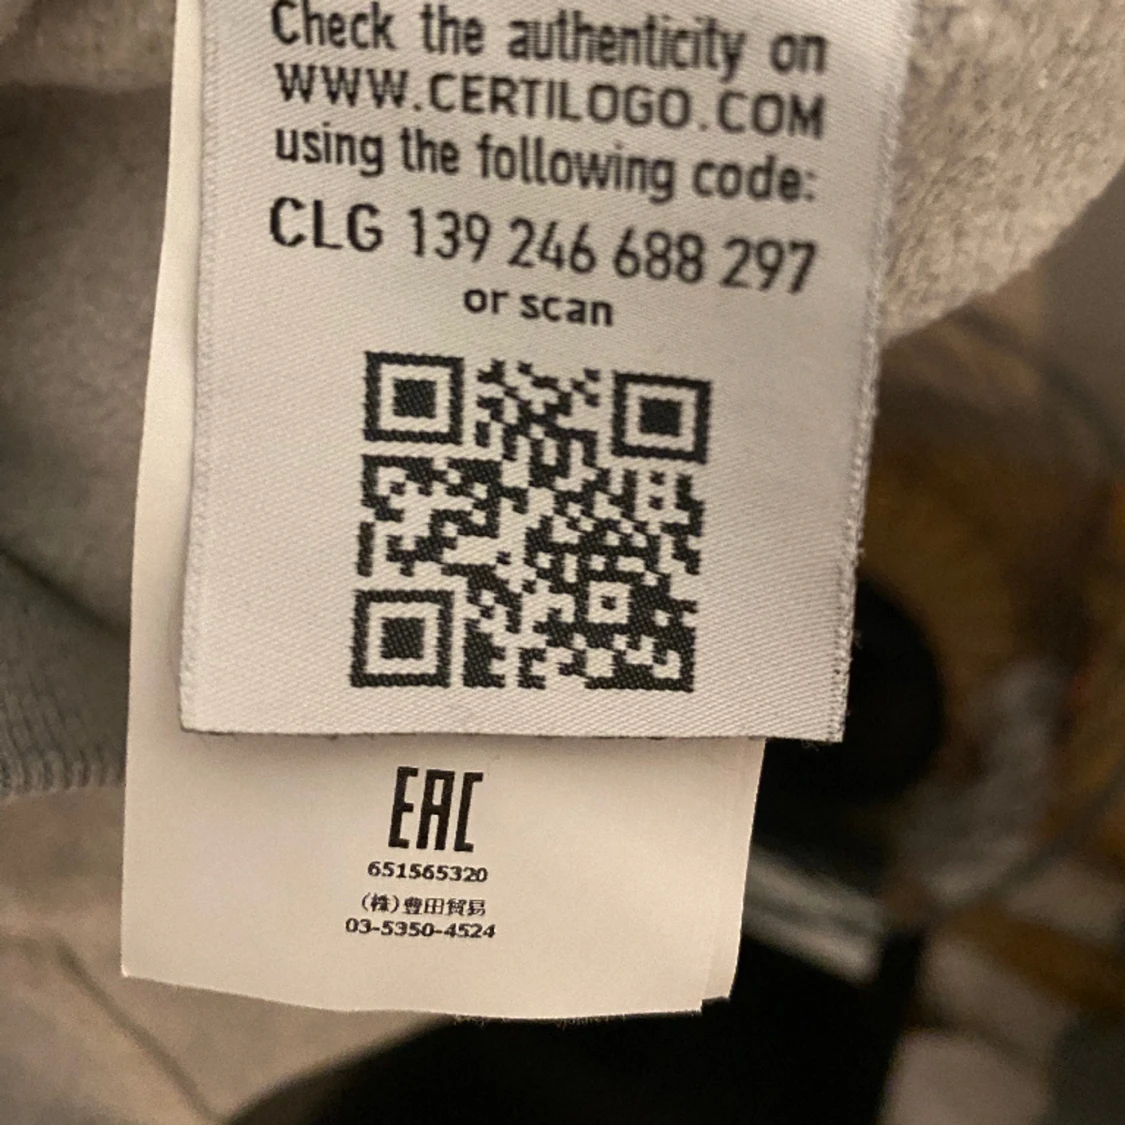 Check the authenticity on
WWW.CERTILOGO.COM
using the following code:
CLG 139 246 688 297
or scan
EAC
651565320
(株)豊田貿易
03-5350-4524